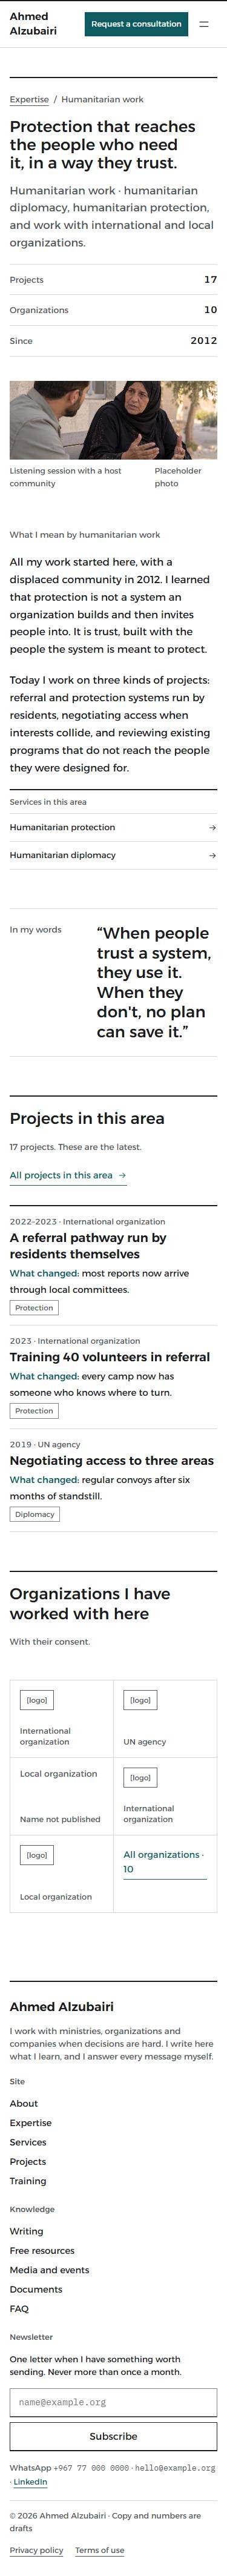 Ahmed
Alzubairi
Request a consultation
Expertise / Humanitarian work
Protection that reaches
the people who need
it, in a way they trust.
Humanitarian work · humanitarian
diplomacy, humanitarian protection,
and work with international and local
organizations.
Projects 17
Organizations 10
Since 2012
Listening session with a host
community
Placeholder
photo
What I mean by humanitarian work
All my work started here, with a
displaced community in 2012. I learned
that protection is not a system an
organization builds and then invites
people into. It is trust, built with the
people the system is meant to protect.
Today I work on three kinds of projects:
referral and protection systems run by
residents, negotiating access when
interests collide, and reviewing existing
programs that do not reach the people
they were designed for.
Services in this area
Humanitarian protection →
Humanitarian diplomacy →
In my words
“When people
trust a system,
they use it.
When they
don't, no plan
can save it.”
Projects in this area
17 projects. These are the latest.
All projects in this area →
2022–2023 · International organization
A referral pathway run by
residents themselves
What changed: most reports now arrive
through local committees.
Protection
2023 · International organization
Training 40 volunteers in referral
What changed: every camp now has
someone who knows where to turn.
Protection
2019 · UN agency
Negotiating access to three areas
What changed: regular convoys after six
months of standstill.
Diplomacy
Organizations I have
worked with here
With their consent.
[logo]
International
organization
[logo]
UN agency
Local organization
Name not published
[logo]
International
organization
[logo]
Local organization
All organizations ·
10
Ahmed Alzubairi
I work with ministries, organizations and
companies when decisions are hard. I write here
what I learn, and I answer every message myself.
Site
About
Expertise
Services
Projects
Training
Knowledge
Writing
Free resources
Media and events
Documents
FAQ
Newsletter
One letter when I have something worth
sending. Never more than once a month.
name@example.org
Subscribe
WhatsApp +967 77 000 0000 · hello@example.org
· LinkedIn
© 2026 Ahmed Alzubairi · Copy and numbers are
drafts
Privacy policy Terms of use